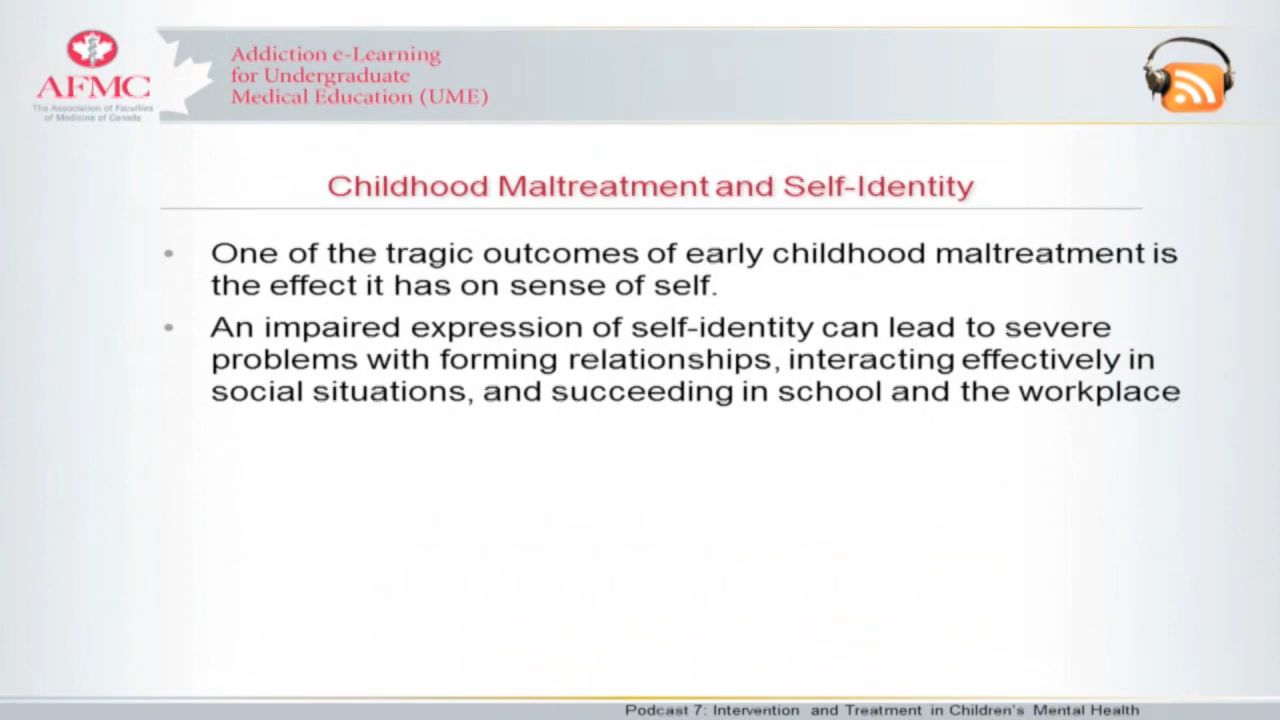 AFMC
The Association of Faculties
of Medicine of Canada
Addiction e-Learning
for Undergraduate
Medical Education (UME)
Childhood Maltreatment and Self-Identity
• One of the tragic outcomes of early childhood maltreatment is
the effect it has on sense of self.
• An impaired expression of self-identity can lead to severe
problems with forming relationships, interacting effectively in
social situations, and succeeding in school and the workplace
Podcast 7: Intervention and Treatment in Children's Mental Health